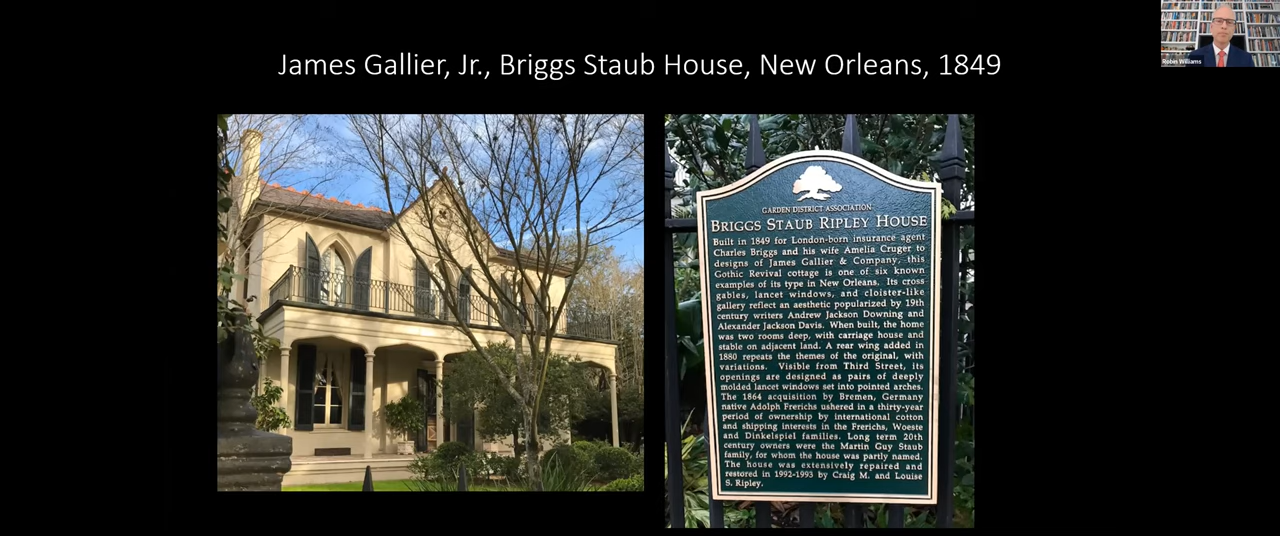 James Gallier, Jr., Briggs Staub House, New Orleans, 1849
Robin Williams
GARDEN DISTRICT ASSOCIATION
BRIGGS STAUB RIPLEY HOUSE
Built in 1849 for London-born insurance agent
Charles Briggs and his wife Amelia Cruger to
designs of James Gallier & Company, this
Gothic Revival cottage is one of six known
examples of its type in New Orleans. Its cross
gables, lancet windows, and cloister-like
gallery reflect an aesthetic popularized by 19th
century writers Andrew Jackson Downing and
Alexander Jackson Davis. When built, the home
was two rooms deep, with carriage house and
stable on adjacent land. A rear wing added in
1880 repeats the themes of the original, with
variations. Visible from Third Street, its
openings are designed as pairs of deeply
molded lancet windows set into pointed arches.
The 1864 acquisition by Bremen, Germany
native Adolph Frerichs ushered in a thirty-year
period of ownership by international cotton
and shipping interests in the Frerichs, Woeste
and Dinkelspiel families. Long term 20th
century owners were the Martin Guy Staub
family, for whom the house was partly named.
The house was extensively repaired and
restored in 1992-1993 by Craig M. and Louise
S. Ripley.